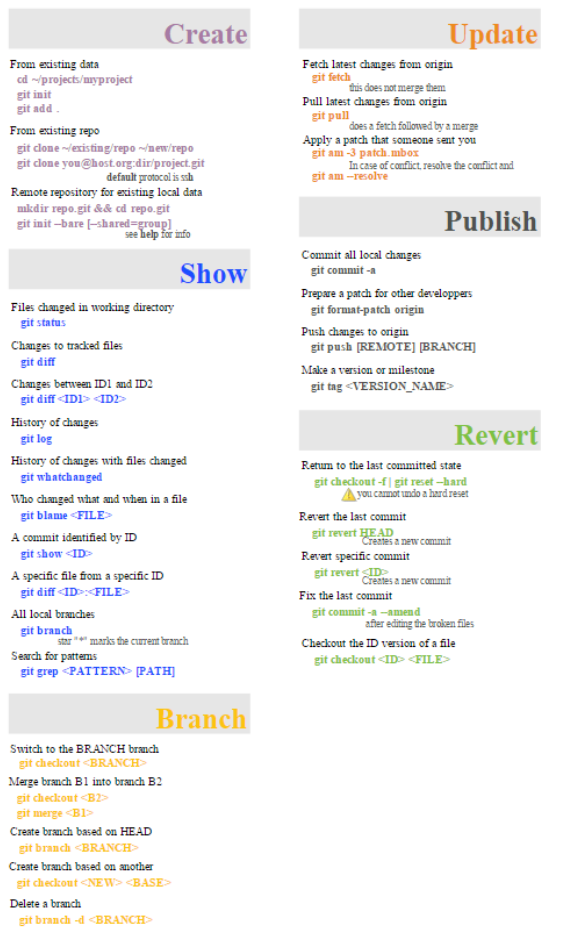 Create
From existing data
cd ~/projects/myproject
git init
git add .
From existing repo
git clone ~/existing/repo ~/new/repo
git clone you@host.org:dir/project.git
default protocol is ssh
Remote repository for existing local data
mkdir repo.git && cd repo.git
git init --bare [--shared=group]
see help for info
Show
Files changed in working directory
git status
Changes to tracked files
git diff
Changes between ID1 and ID2
git diff <ID1> <ID2>
History of changes
git log
History of changes with files changed
git whatchanged
Who changed what and when in a file
git blame <FILE>
A commit identified by ID
git show <ID>
A specific file from a specific ID
git diff <ID>:<FILE>
All local branches
git branch
star "*" marks the current branch
Search for patterns
git grep <PATTERN> [PATH]
Branch
Switch to the BRANCH branch
git checkout <BRANCH>
Merge branch B1 into branch B2
git checkout <B2>
git merge <B1>
Create branch based on HEAD
git branch <BRANCH>
Create branch based on another
git checkout <NEW> <BASE>
Delete a branch
git branch -d <BRANCH>
Update
Fetch latest changes from origin
git fetch
this does not merge them
Pull latest changes from origin
git pull
does a fetch followed by a merge
Apply a patch that someone sent you
git am -3 patch.mbox
In case of conflict, resolve the conflict and
git am --resolve
Publish
Commit all local changes
git commit -a
Prepare a patch for other developpers
git format-patch origin
Push changes to origin
git push [REMOTE] [BRANCH]
Make a version or milestone
git tag <VERSION_NAME>
Revert
Return to the last committed state
git checkout -f | git reset --hard
you cannot undo a hard reset
Revert the last commit
git revert HEAD
Creates a new commit
Revert specific commit
git revert <ID>
Creates a new commit
Fix the last commit
git commit -a --amend
after editing the broken files
Checkout the ID version of a file
git checkout <ID> <FILE>